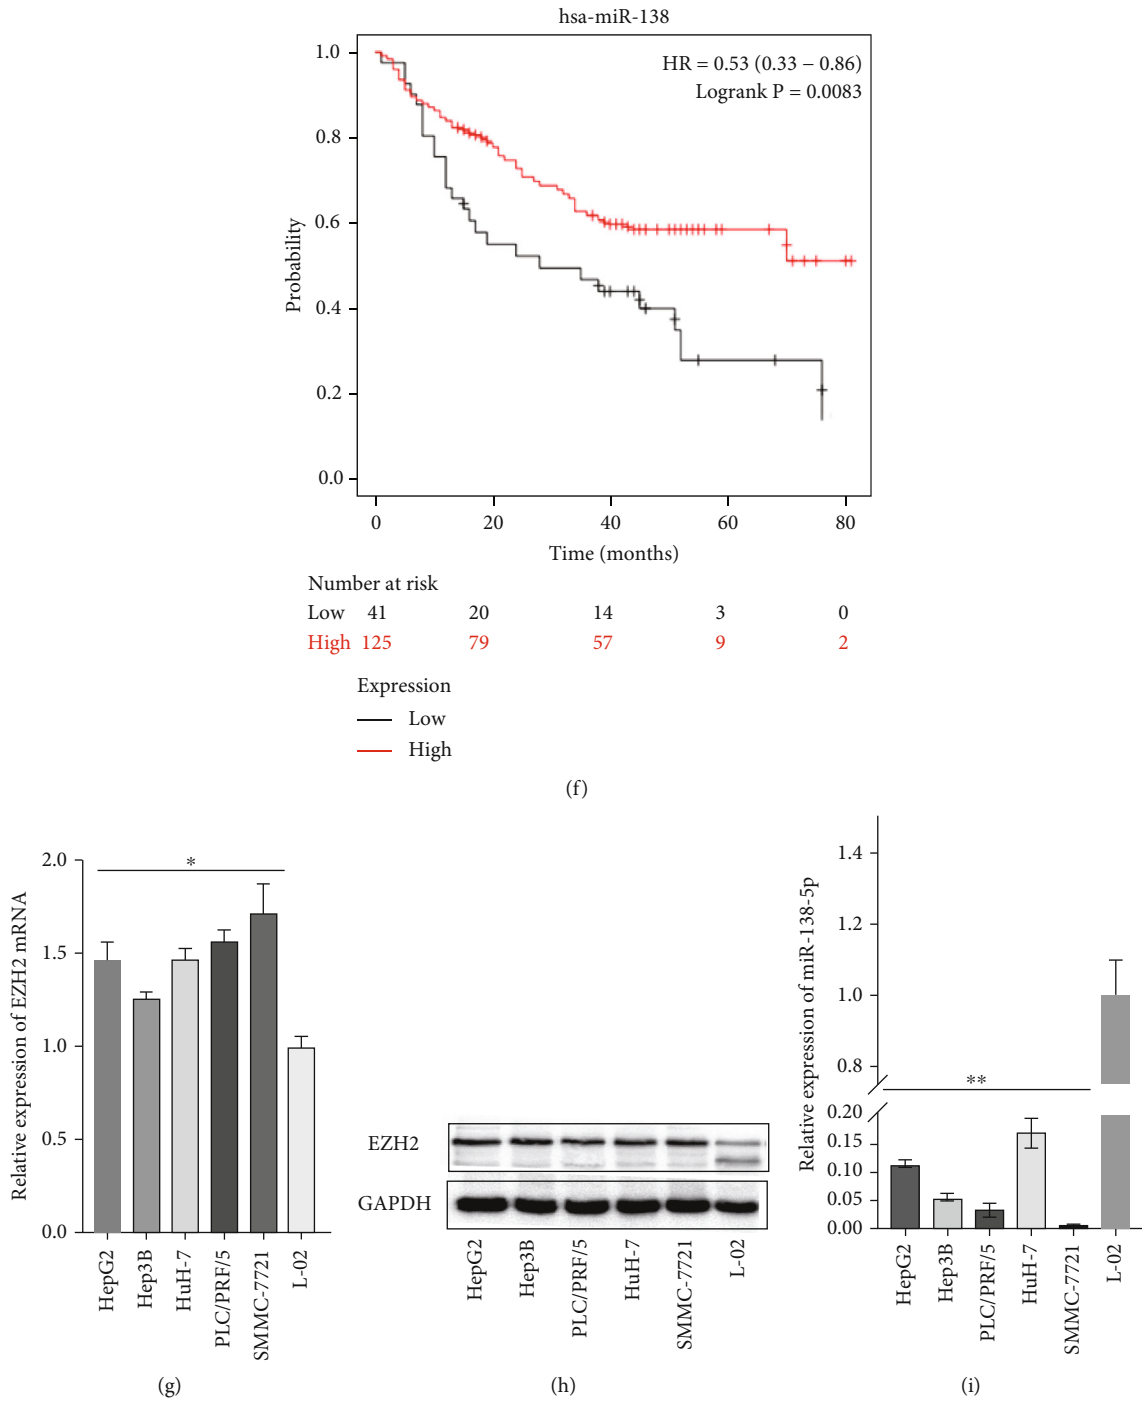 hsa-miR-138
HR = 0.53 (0.33 − 0.86)
Logrank P = 0.0083
1.0
0.8
0.6
0.4
0.2
0.0
Probability
0 20 40 60 80
Time (months)
Number at risk
Low 41 20 14 3 0
High 125 79 57 9 2
Expression
Low
High
(f)
Relative expression of EZH2 mRNA
2.0
1.5
1.0
0.5
0.0
*
HepG2
Hep3B
HuH-7
PLC/PRF/5
SMMC-7721
L-02
(g)
EZH2
GAPDH
HepG2
Hep3B
PLC/PRF/5
HuH-7
SMMC-7721
L-02
(h)
Relative expression of miR-138-5p
1.4
1.2
1.0
0.8
0.20
0.15
0.10
0.05
0.00
**
HepG2
Hep3B
PLC/PRF/5
HuH-7
SMMC-7721
L-02
(i)